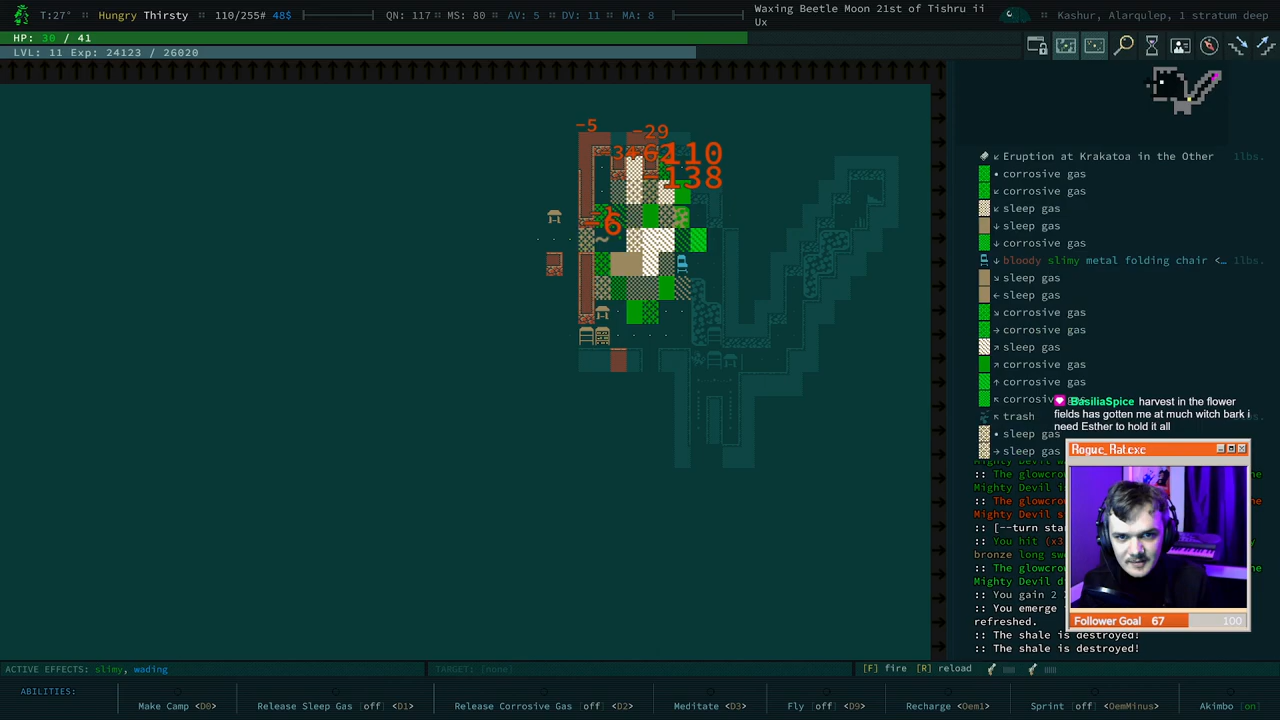 T:27° :: Hungry Thirsty :: 110/255# 48$ QN: 117 :: MS: 80 :: AV: 5 :: DV: 11 :: MA: 8 Waxing Beetle Moon 21st of Tishru ii Ux :: Kashur, Alarqulep, 1 stratum deep
HP: 30 / 41
LVL: 11 Exp: 24123 / 26020
-5
-29
-34
-62
-110
-138
-6
Eruption at Krakatoa in the Other 1lbs.
corrosive gas
corrosive gas
sleep gas
sleep gas
corrosive gas
bloody slimy metal folding chair <… 1lbs.
sleep gas
sleep gas
corrosive gas
corrosive gas
sleep gas
corrosive gas
corrosive gas
trash
sleep gas
sleep gas
BasiliaSpice harvest in the flower
fields has gotten me at much witch bark i
need Esther to hold it all
Rogue_Rat.exe
:: The glowcro
Mighty Devil i
:: The glowcro
Mighty Devil s
:: [--turn sta
:: You hit (x3
bronze long sw
:: The glowcro
Mighty Devil d
:: You gain 2
:: You emerge
refreshed.
:: The shale is destroyed!
:: The shale is destroyed!
Follower Goal 67 100
ACTIVE EFFECTS: slimy, wading
TARGET: [none]
[F] fire [R] reload
ABILITIES:
Make Camp <D0>
Release Sleep Gas [off] <D1>
Release Corrosive Gas [off] <D2>
Meditate <D3>
Fly [off] <D9>
Recharge <Oem1>
Sprint [off] <OemMinus>
Akimbo [on]